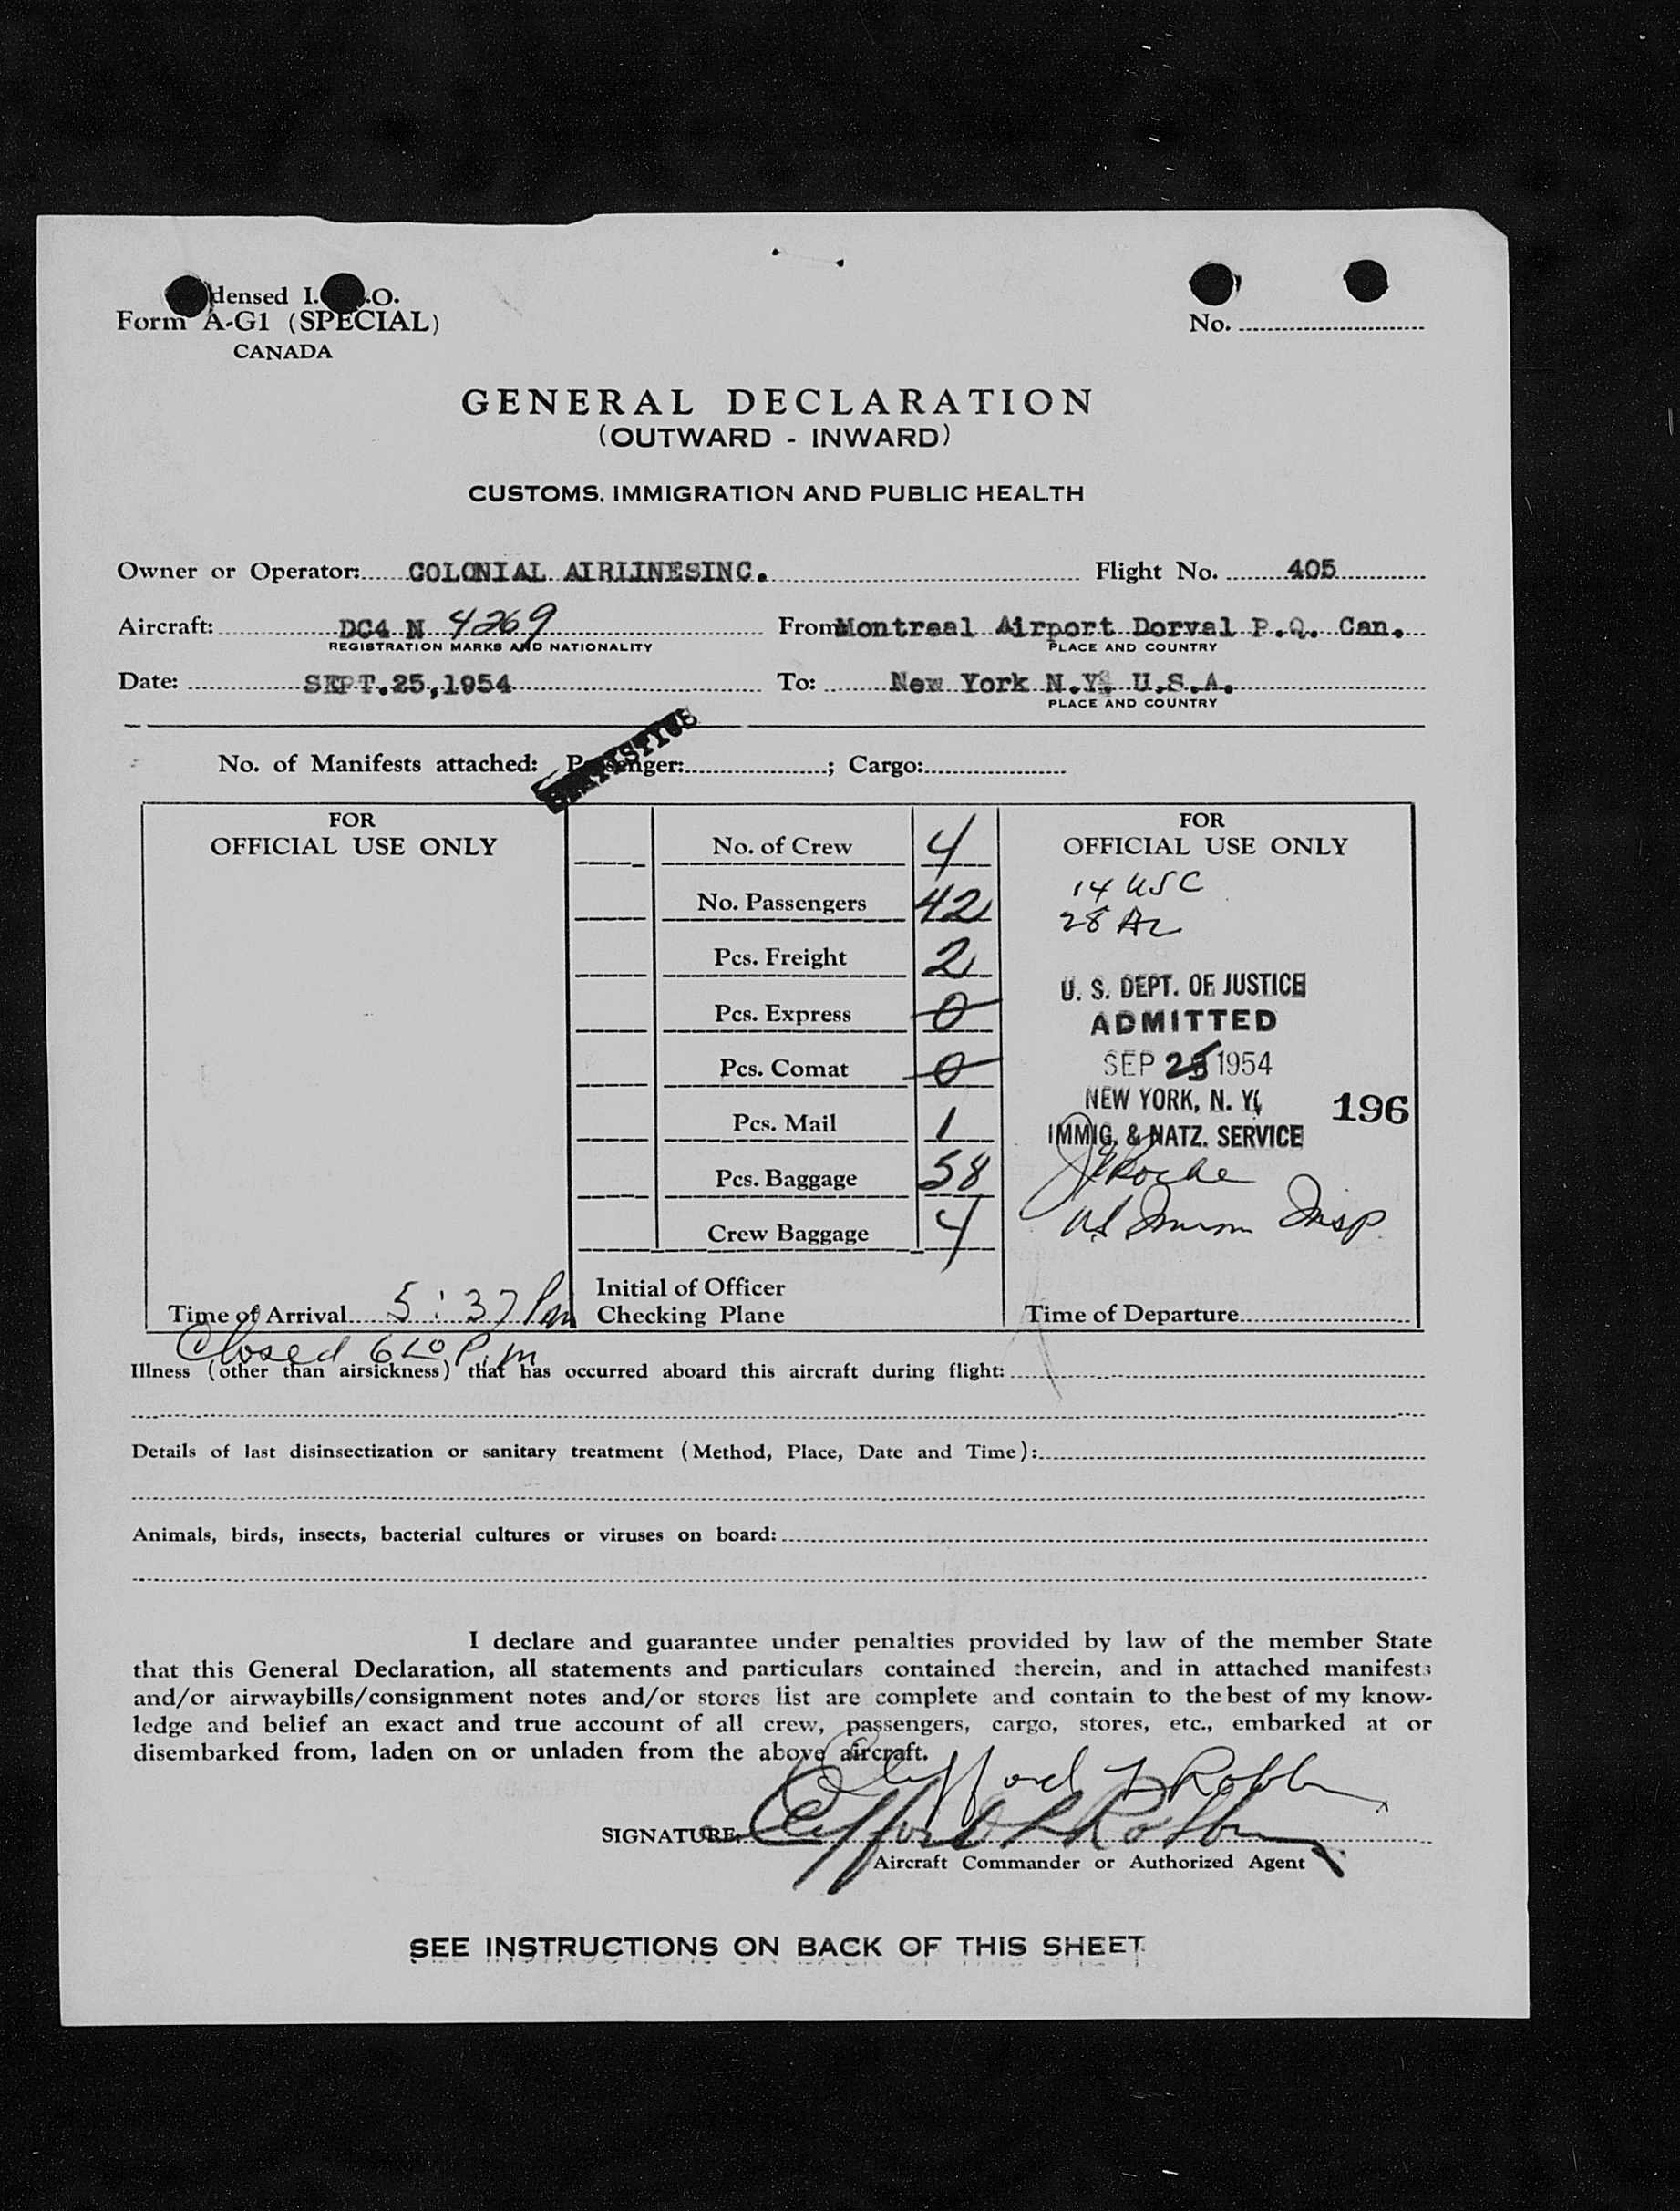 densed I. .O.
Form A-G1 (SPECIAL)
CANADA
No.
GENERAL DECLARATION
(OUTWARD - INWARD)
CUSTOMS, IMMIGRATION AND PUBLIC HEALTH
Owner or Operator: COLONIAL AIRLINESINC. Flight No. 405
Aircraft: DC4 N 4269 From Montreal Airport Dorval P.Q. Can.
REGISTRATION MARKS AND NATIONALITY PLACE AND COUNTRY
Date: SEPT.25,1954 To: New York N.Y. U.S.A.
PLACE AND COUNTRY
STATISTICS
No. of Manifests attached: Passenger: ; Cargo:
FOR
OFFICIAL USE ONLY
No. of Crew 4
No. Passengers 42
Pcs. Freight 2
Pcs. Express 0
Pcs. Comat 0
Pcs. Mail 1
Pcs. Baggage 58
Crew Baggage 4
FOR
OFFICIAL USE ONLY
14 USC
28 AL
U. S. DEPT. OF JUSTICE
ADMITTED
SEP 25 1954
NEW YORK, N. Y.
196
IMMIG. & NATZ. SERVICE
JRoche
US Immn Insp
Time of Arrival 5:37 Pm
Initial of Officer
Checking Plane
Time of Departure
Closed 6 P.M
Illness (other than airsickness) that has occurred aboard this aircraft during flight:
Details of last disinsectization or sanitary treatment (Method, Place, Date and Time):
Animals, birds, insects, bacterial cultures or viruses on board:
I declare and guarantee under penalties provided by law of the member State
that this General Declaration, all statements and particulars contained therein, and in attached manifests
and/or airwaybills/consignment notes and/or stores list are complete and contain to the best of my know-
ledge and belief an exact and true account of all crew, passengers, cargo, stores, etc., embarked at or
disembarked from, laden on or unladen from the above aircraft.
Clifford L Robbin
SIGNATURE: Clifford L Robbin
Aircraft Commander or Authorized Agent
SEE INSTRUCTIONS ON BACK OF THIS SHEET